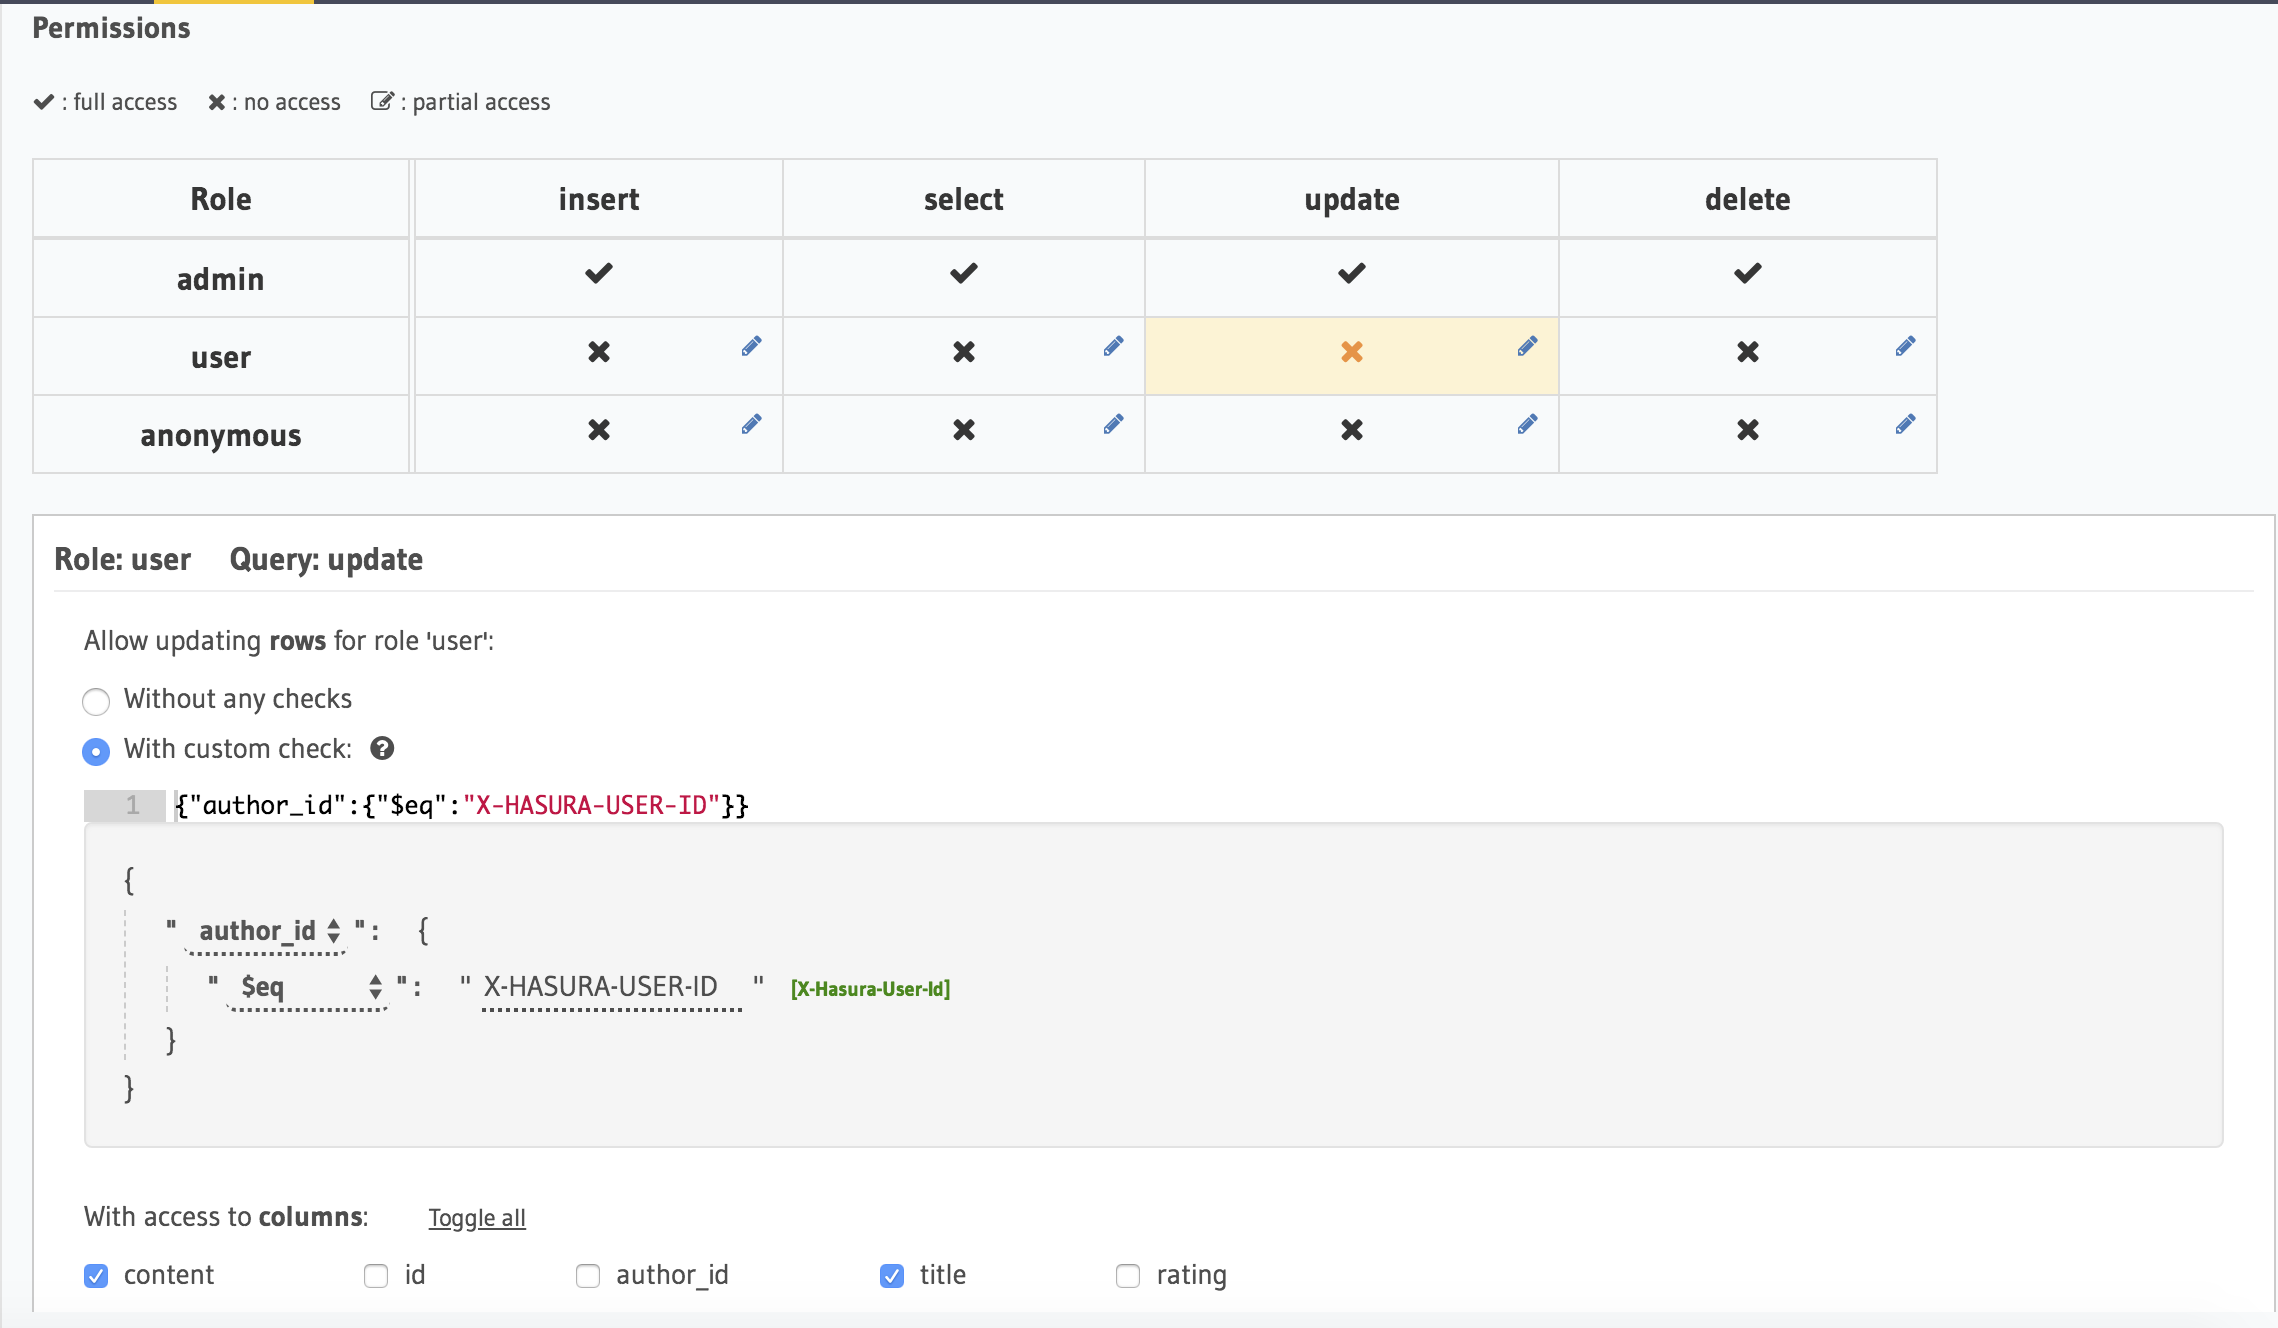 Permissions
: full access : no access : partial access
Role insert select update delete
admin
user
anonymous
Role: user Query: update
Allow updating rows for role 'user':
Without any checks
With custom check:
1 {"author_id":{"$eq":"X-HASURA-USER-ID"}}
{
" author_id ": {
" $eq ": " X-HASURA-USER-ID " [X-Hasura-User-Id]
}
}
With access to columns: Toggle all
content id author_id title rating